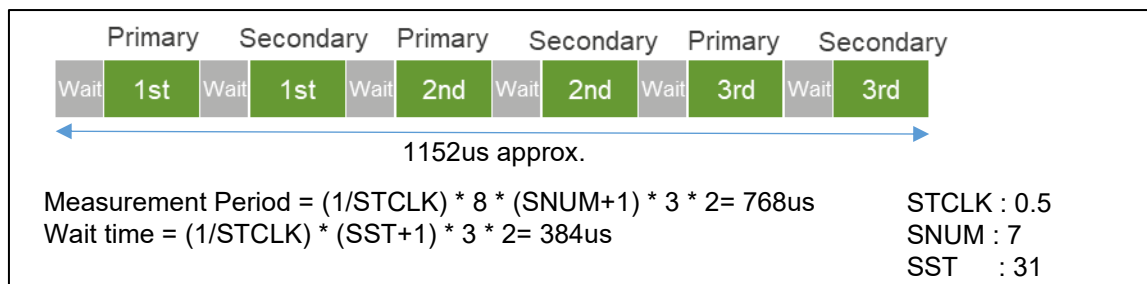 Primary Secondary Primary Secondary Primary Secondary
Wait 1st Wait 1st Wait 2nd Wait 2nd Wait 3rd Wait 3rd
1152us approx.
Measurement Period = (1/STCLK) * 8 * (SNUM+1) * 3 * 2= 768us
Wait time = (1/STCLK) * (SST+1) * 3 * 2= 384us
STCLK : 0.5
SNUM : 7
SST : 31